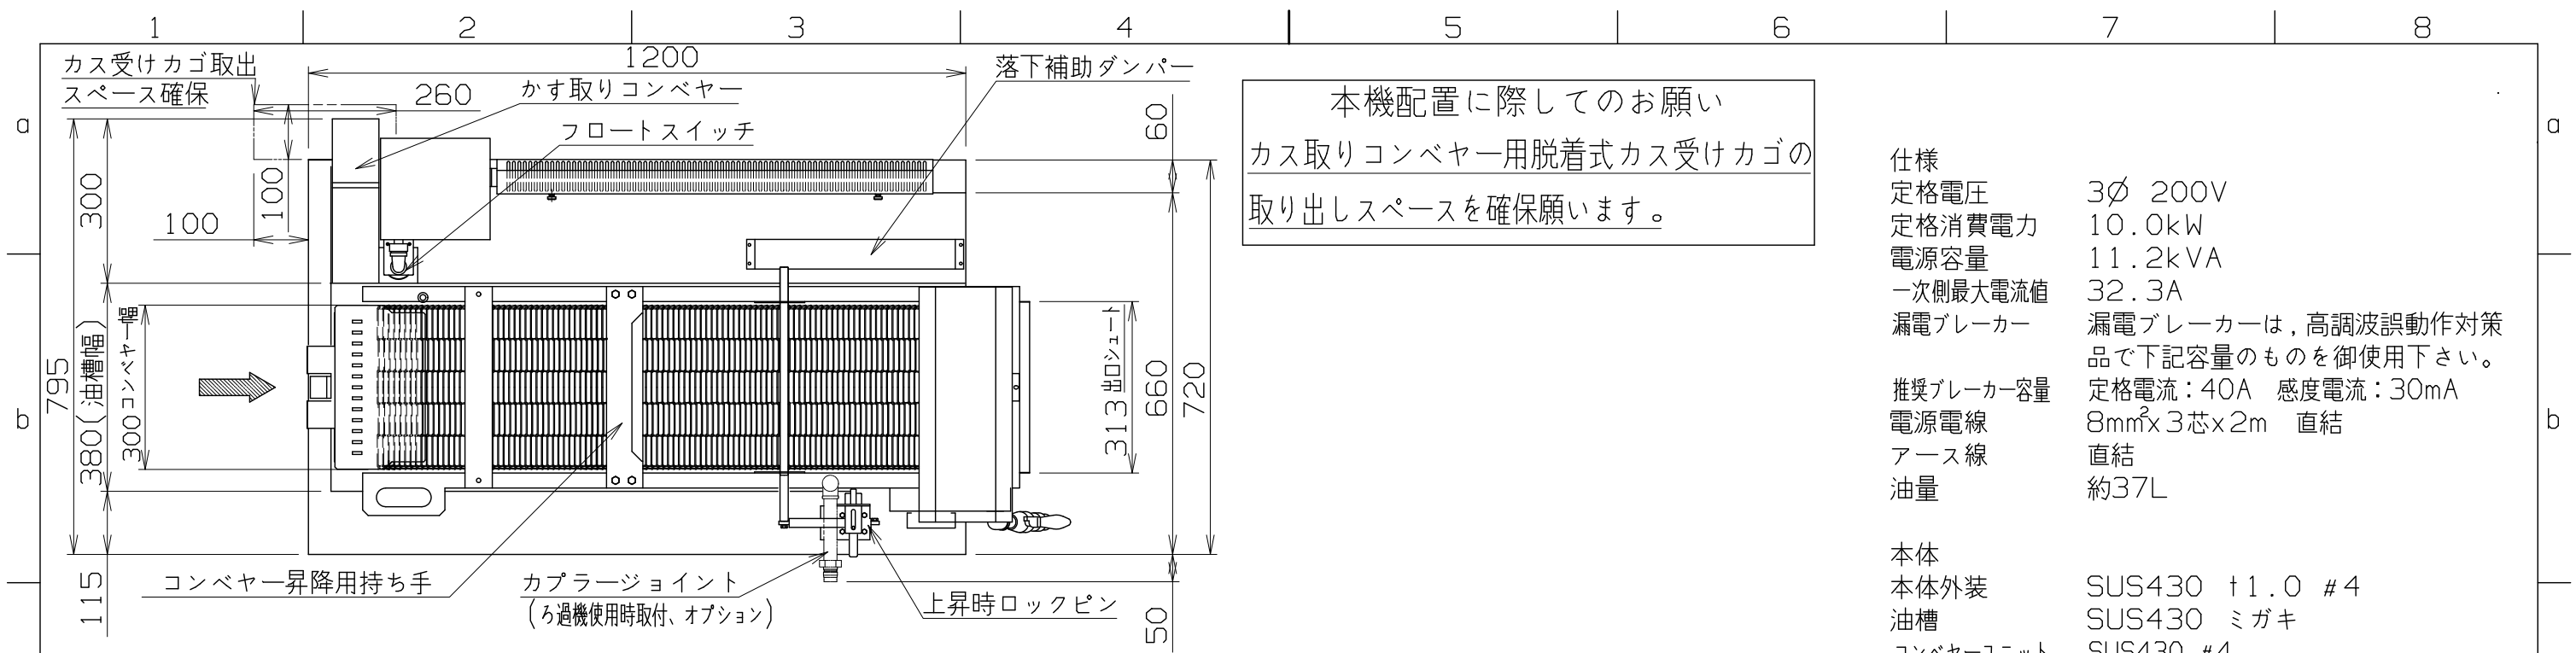 1 2 3 4 5 6 7 8
a
b
a
b
カス受けカゴ取出
スペース確保
1200
260
かす取りコンベヤー
フロートスイッチ
落下補助ダンパー
60
100
100
300
795
380(油槽幅)
300コンベヤー幅
115
313出口シュート
660
720
50
コンベヤー昇降用持ち手
カプラージョイント
(ろ過機使用時取付、オプション)
上昇時ロックピン
本機配置に際してのお願い
カス取りコンベヤー用脱着式カス受けカゴの
取り出しスペースを確保願います。
仕様
定格電圧 3Ø 200V
定格消費電力 10.0kW
電源容量 11.2kVA
一次側最大電流値 32.3A
漏電ブレーカー 漏電ブレーカーは,高調波誤動作対策
品で下記容量のものを御使用下さい。
推奨ブレーカー容量 定格電流:40A 感度電流:30mA
電源電線 8mm²x3芯x2m 直結
アース線 直結
油量 約37L
本体
本体外装 SUS430 t1.0 #4
油槽 SUS430 ミガキ
コンベヤーユニット SUS430 #4